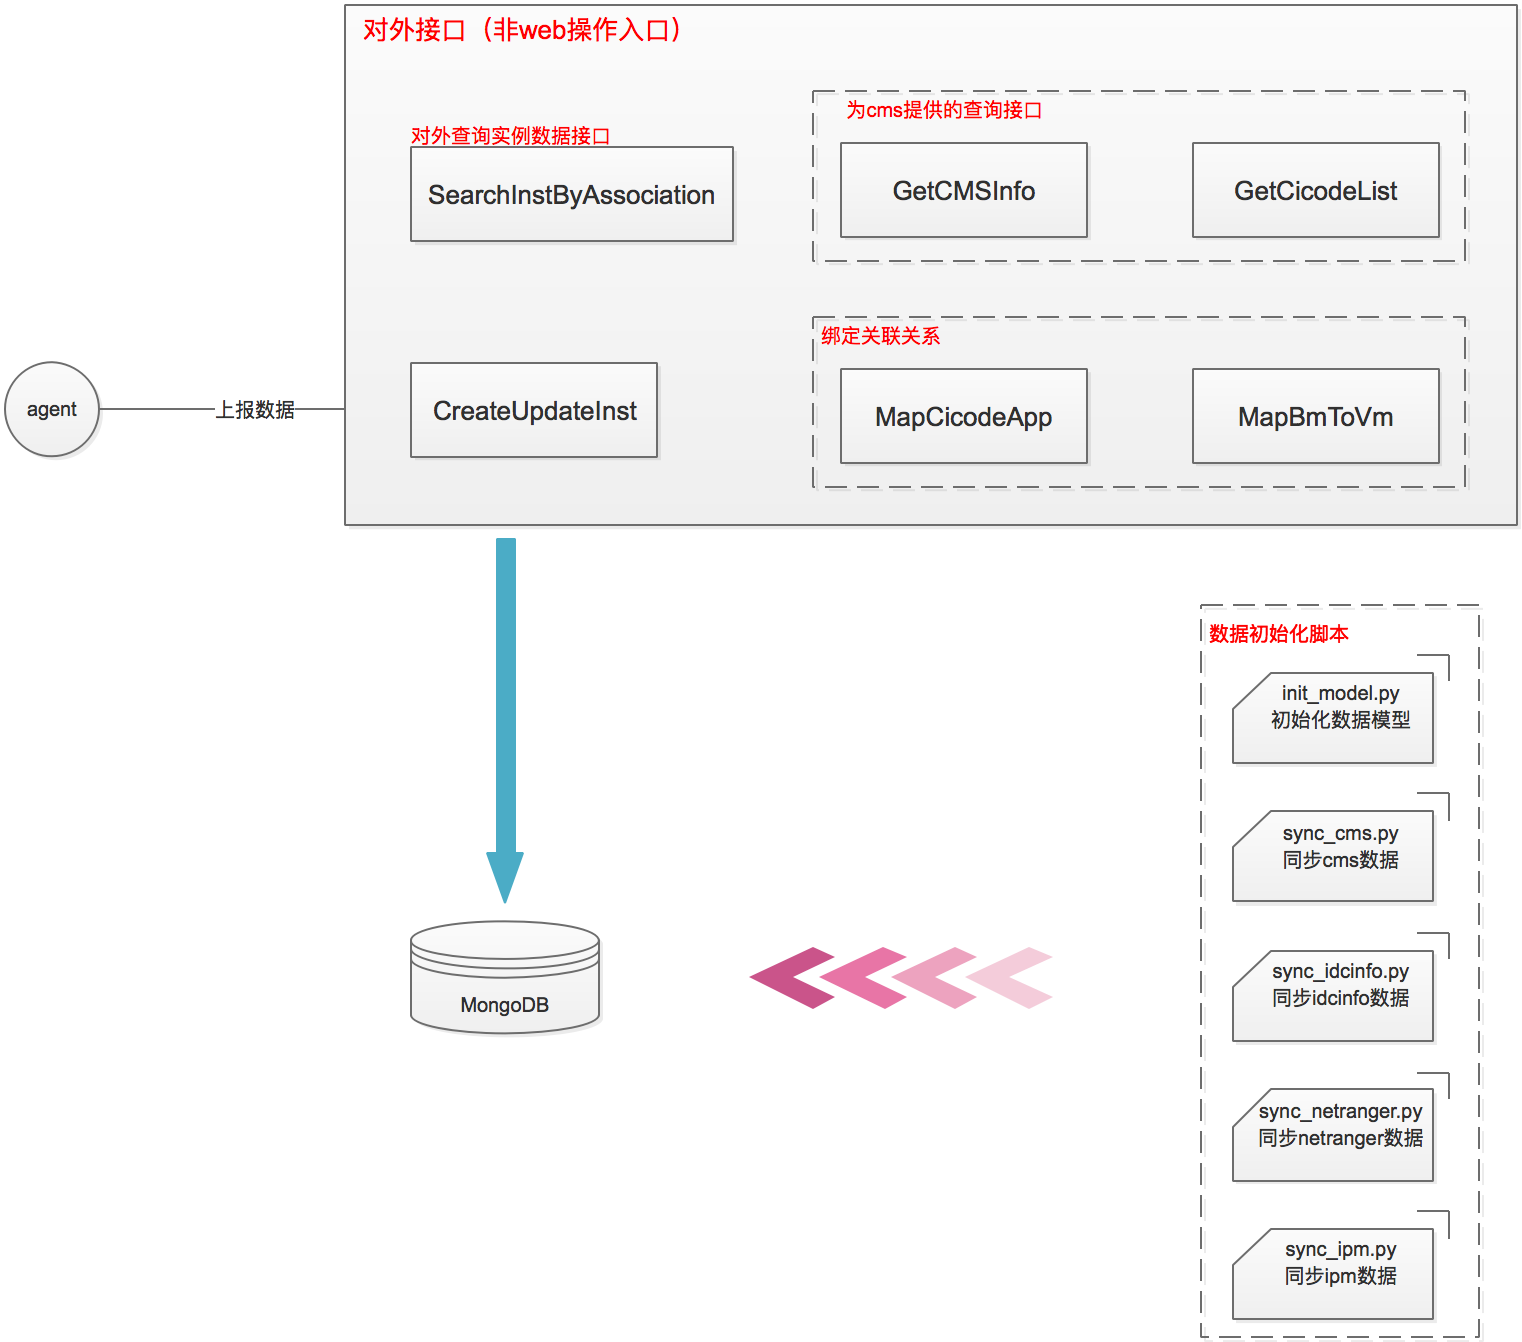 对外接口（非web操作入口）
对外查询实例数据接口
SearchInstByAssociation
为cms提供的查询接口
GetCMSInfo
GetCicodeList
agent
上报数据
CreateUpdateInst
绑定关联关系
MapCicodeApp
MapBmToVm
MongoDB
数据初始化脚本
init_model.py
初始化数据模型
sync_cms.py
同步cms数据
sync_idcinfo.py
同步idcinfo数据
sync_netranger.py
同步netranger数据
sync_ipm.py
同步ipm数据